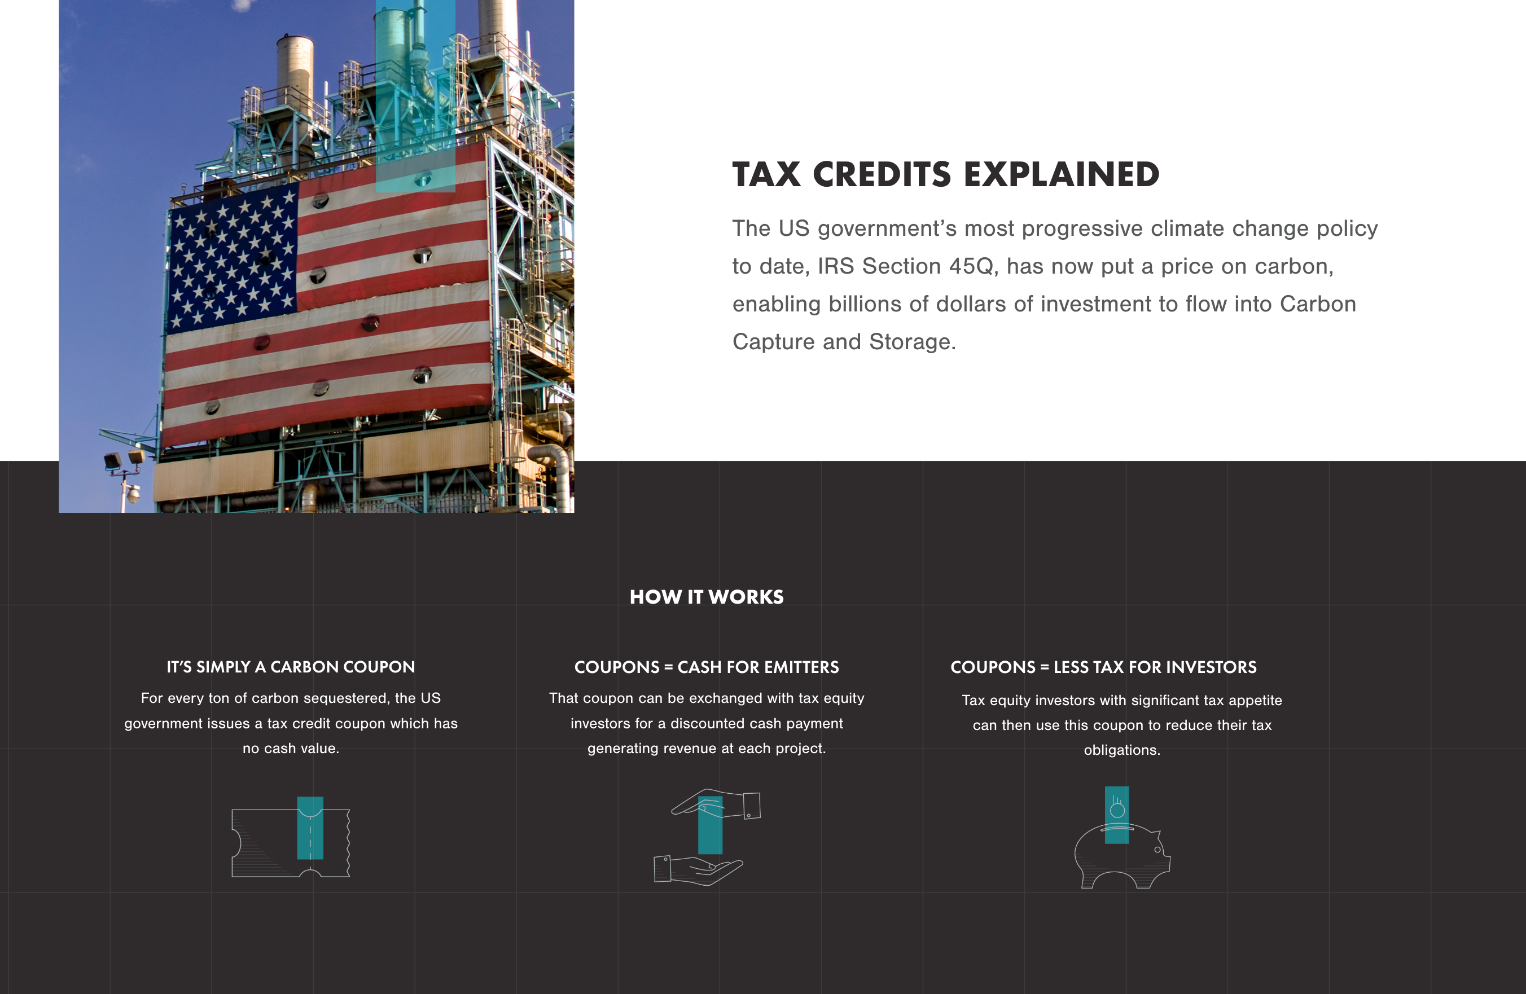 TAX CREDITS EXPLAINED
The US government’s most progressive climate change policy
to date, IRS Section 45Q, has now put a price on carbon,
enabling billions of dollars of investment to flow into Carbon
Capture and Storage.
HOW IT WORKS
IT’S SIMPLY A CARBON COUPON
For every ton of carbon sequestered, the US
government issues a tax credit coupon which has
no cash value.
COUPONS = CASH FOR EMITTERS
That coupon can be exchanged with tax equity
investors for a discounted cash payment
generating revenue at each project.
COUPONS = LESS TAX FOR INVESTORS
Tax equity investors with significant tax appetite
can then use this coupon to reduce their tax
obligations.